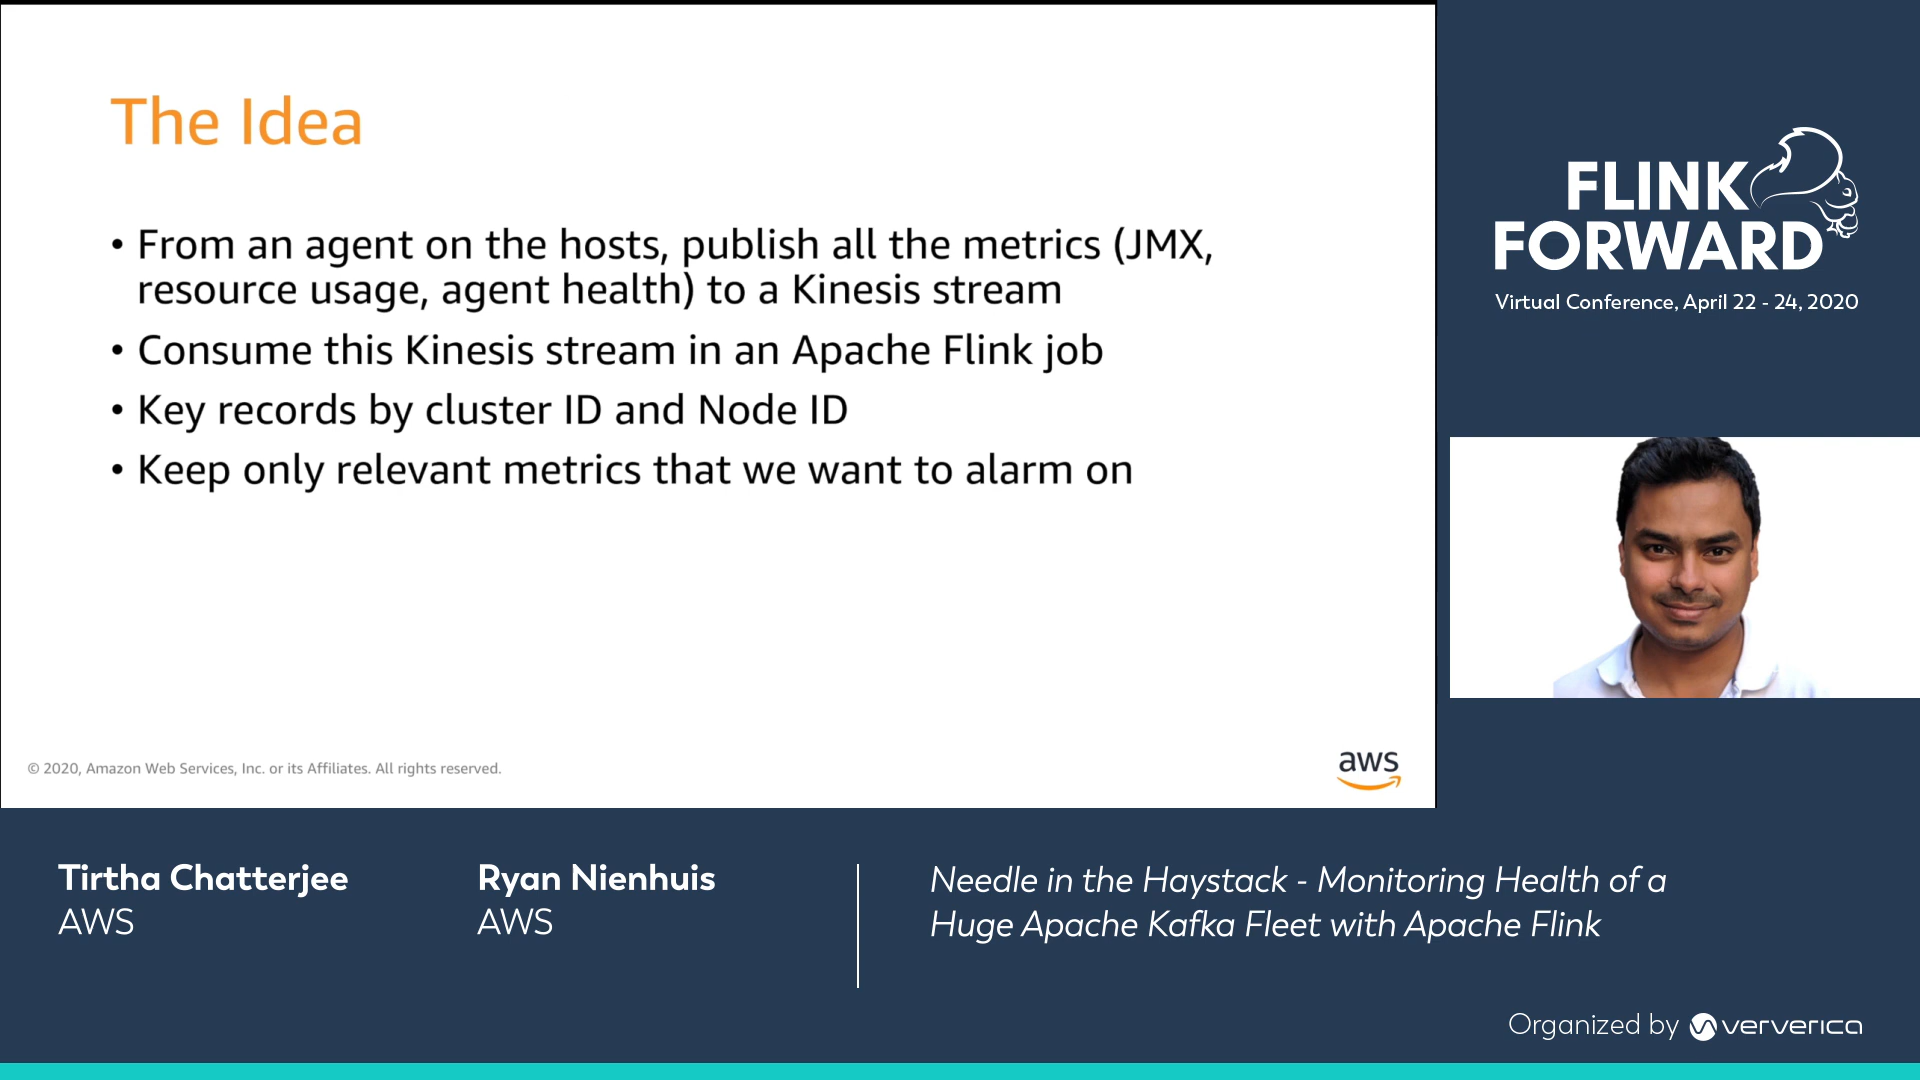 The Idea
• From an agent on the hosts, publish all the metrics (JMX,
resource usage, agent health) to a Kinesis stream
• Consume this Kinesis stream in an Apache Flink job
• Key records by cluster ID and Node ID
• Keep only relevant metrics that we want to alarm on
© 2020, Amazon Web Services, Inc. or its Affiliates. All rights reserved.
aws
FLINK
FORWARD
Virtual Conference, April 22 - 24, 2020
Tirtha Chatterjee
AWS
Ryan Nienhuis
AWS
Needle in the Haystack - Monitoring Health of a
Huge Apache Kafka Fleet with Apache Flink
Organized by ververica